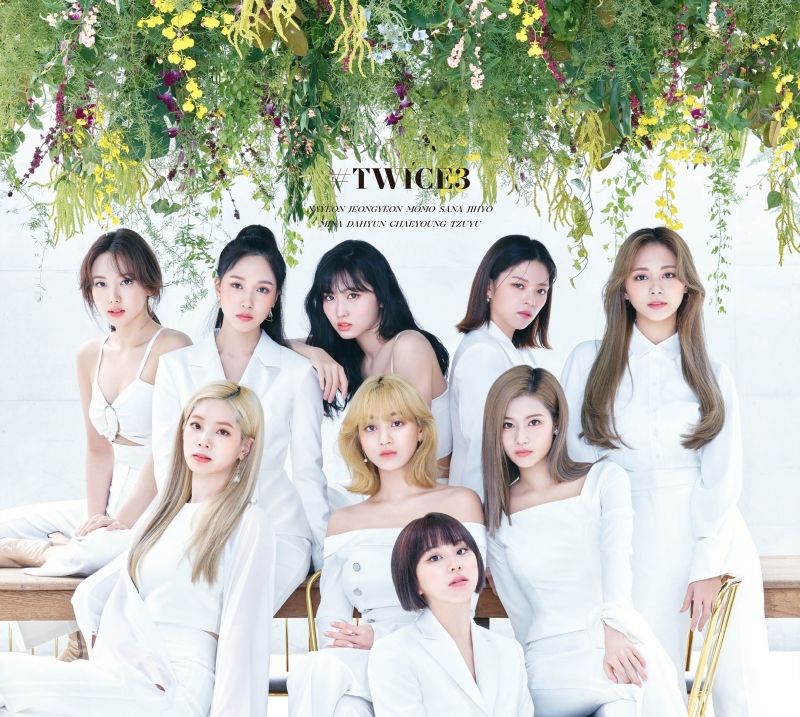 #TWICE3
NAYEON JEONGYEON MOMO SANA JIHYO
MINA DAHYUN CHAEYOUNG TZUYU